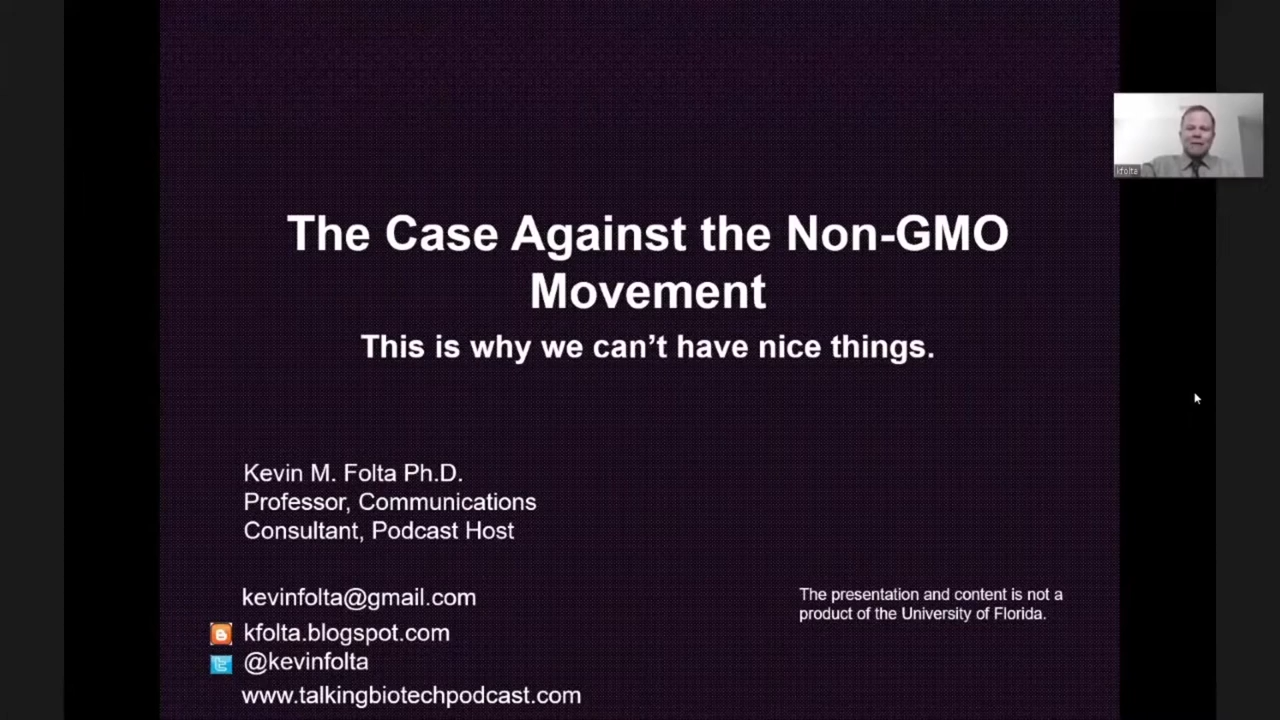 The Case Against the Non-GMO
Movement
This is why we can’t have nice things.
Kevin M. Folta Ph.D.
Professor, Communications
Consultant, Podcast Host
kevinfolta@gmail.com
kfolta.blogspot.com
@kevinfolta
www.talkingbiotechpodcast.com
The presentation and content is not a
product of the University of Florida.
kfolta